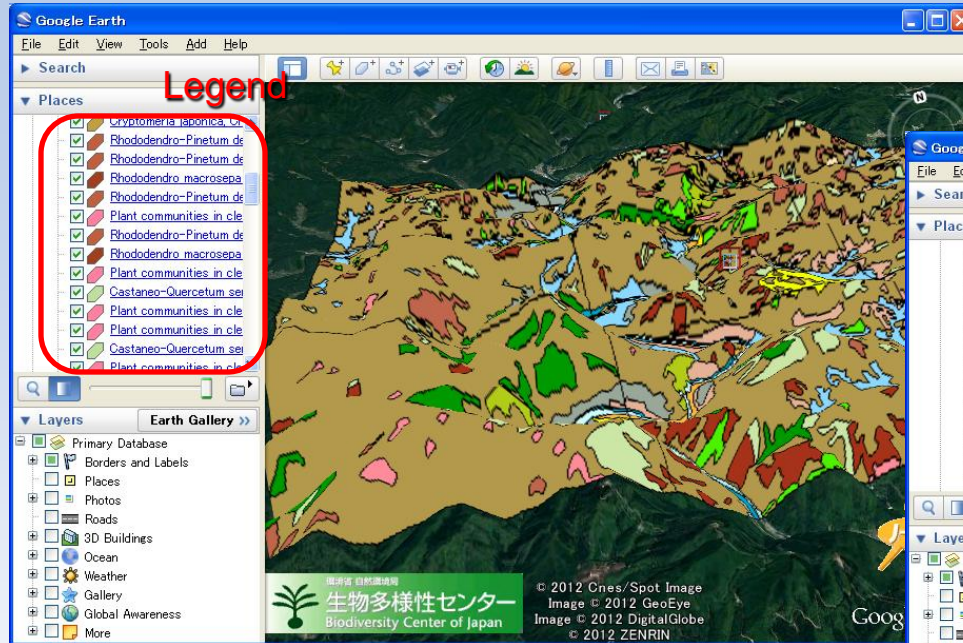 Google Earth
File Edit View Tools Add Help
Search
Legend
Places
Cryptomeria japonica, C
Rhododendro-Pinetum de
Rhododendro-Pinetum de
Rhododendro macrosepa
Rhododendro-Pinetum de
Plant communities in cle
Rhododendro-Pinetum de
Rhododendro macrosepa
Plant communities in cle
Castaneo-Quercetum ser
Plant communities in cle
Plant communities in cle
Castaneo-Quercetum ser
Plant communities in cle
Layers
Earth Gallery >>
Primary Database
Borders and Labels
Places
Photos
Roads
3D Buildings
Ocean
Weather
Gallery
Global Awareness
More
N
環境省 自然環境局
生物多様性センター
Biodiversity Center of Japan
© 2012 Cnes/Spot Image
Image © 2012 GeoEye
Image © 2012 DigitalGlobe
© 2012 ZENRIN
Goog
Goog
File Ed
Sear
Plac
Laye